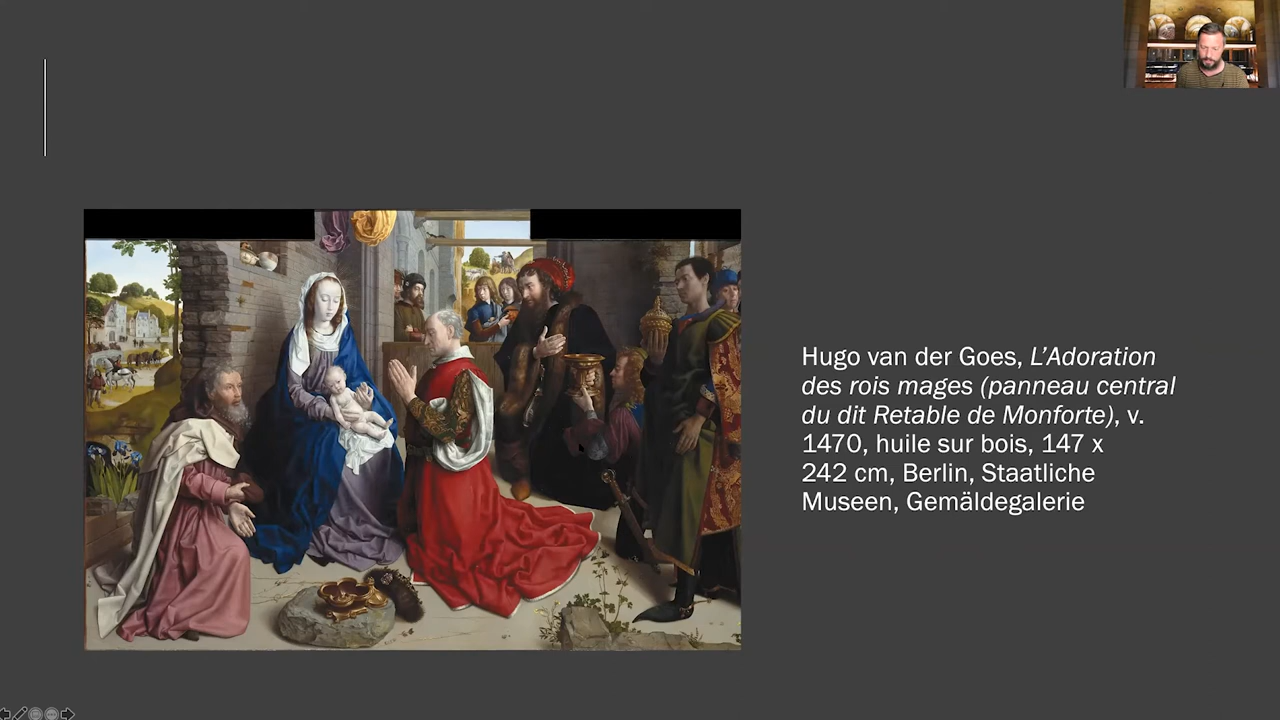 Hugo van der Goes, L’Adoration
des rois mages (panneau central
du dit Retable de Monforte), v.
1470, huile sur bois, 147 x
242 cm, Berlin, Staatliche
Museen, Gemäldegalerie